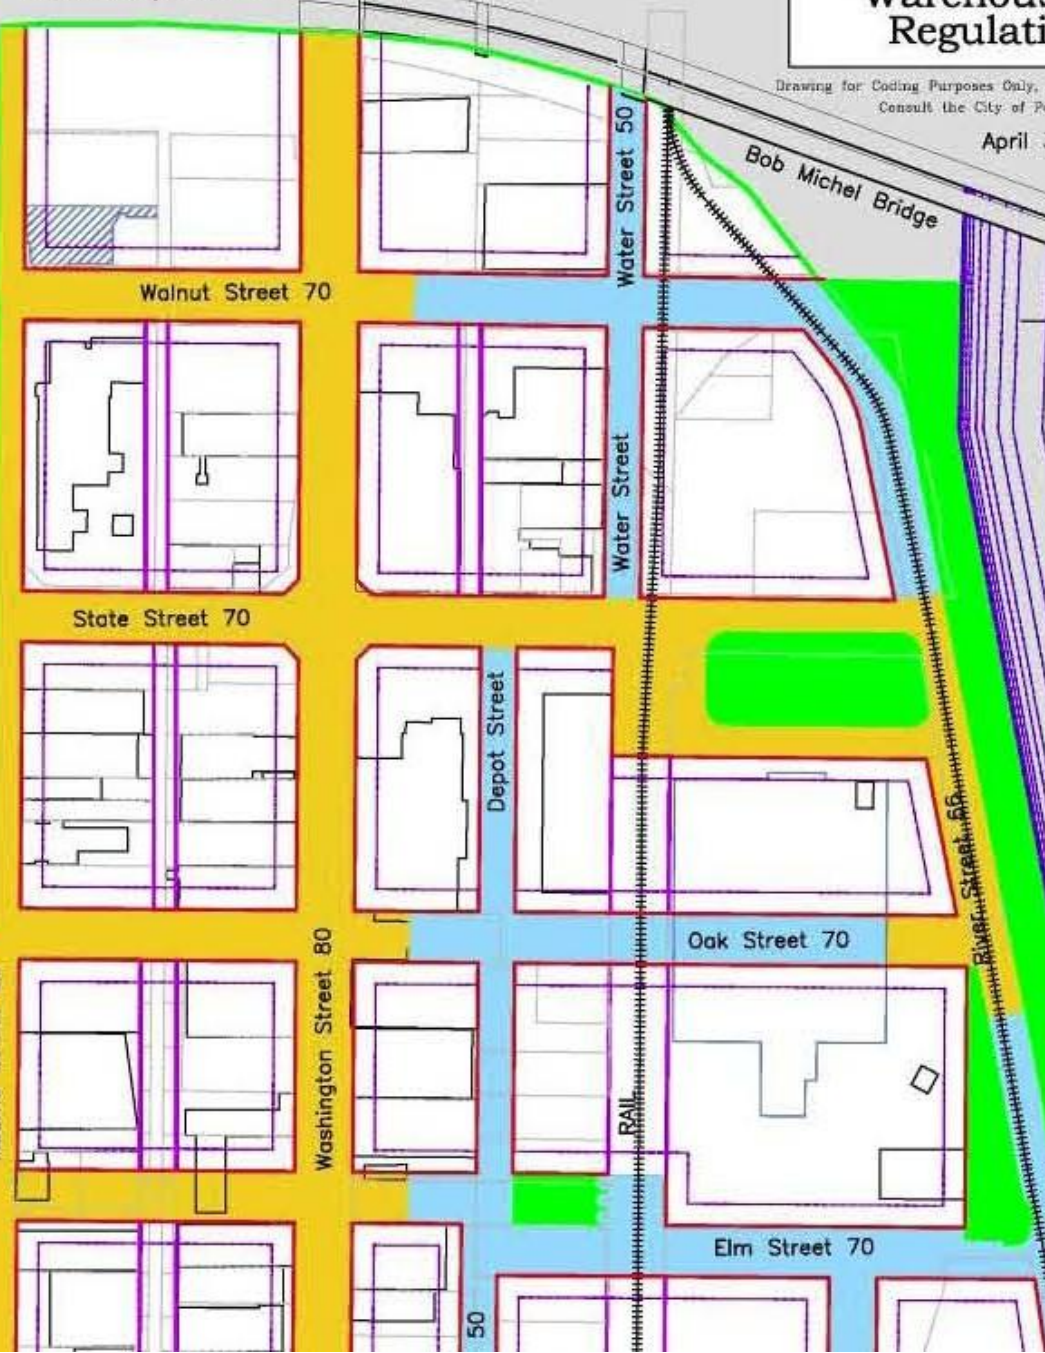 Regulati
Drawing for Coding Purposes Only,
Consult the City of P
April
Bob Michel Bridge
Water Street 50
Walnut Street 70
Water Street
State Street 70
Depot Street
River Street 66
Oak Street 70
Washington Street 80
RAIL
Elm Street 70
50